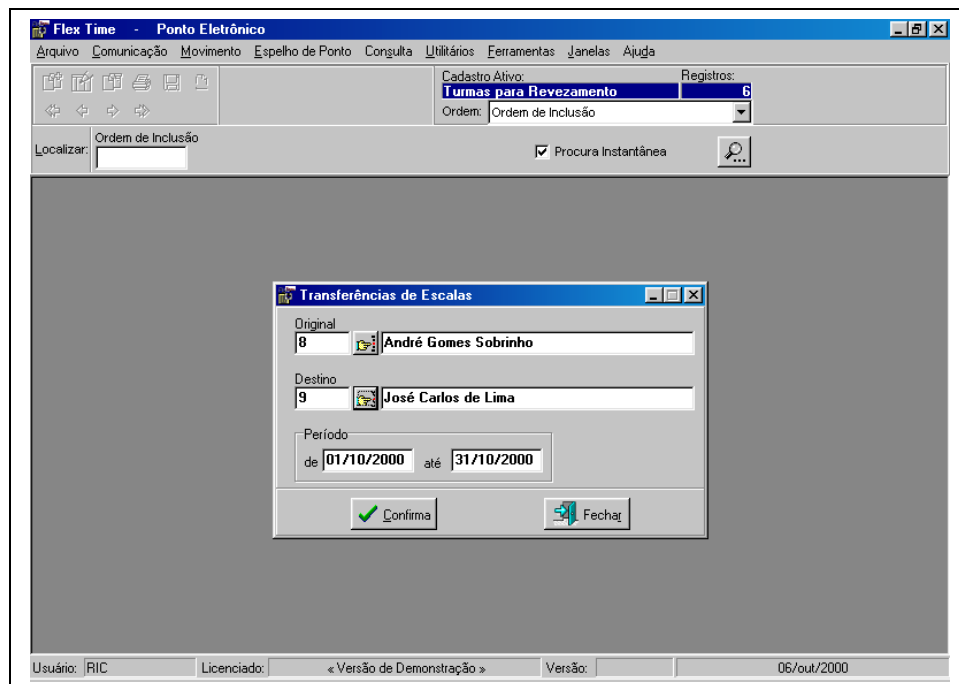 Flex Time - Ponto Eletrônico
Arquivo Comunicação Movimento Espelho de Ponto Consulta Utilitários Ferramentas Janelas Ajuda
Cadastro Ativo: Registros:
Turmas para Revezamento 6
Ordem: Ordem de Inclusão
Localizar: Ordem de Inclusão
Procura Instantânea
Transferências de Escalas
Original
8 André Gomes Sobrinho
Destino
9 José Carlos de Lima
Período
de 01/10/2000 até 31/10/2000
Confirma Fechar
Usuário: RIC Licenciado: « Versão de Demonstração » Versão: 06/out/2000